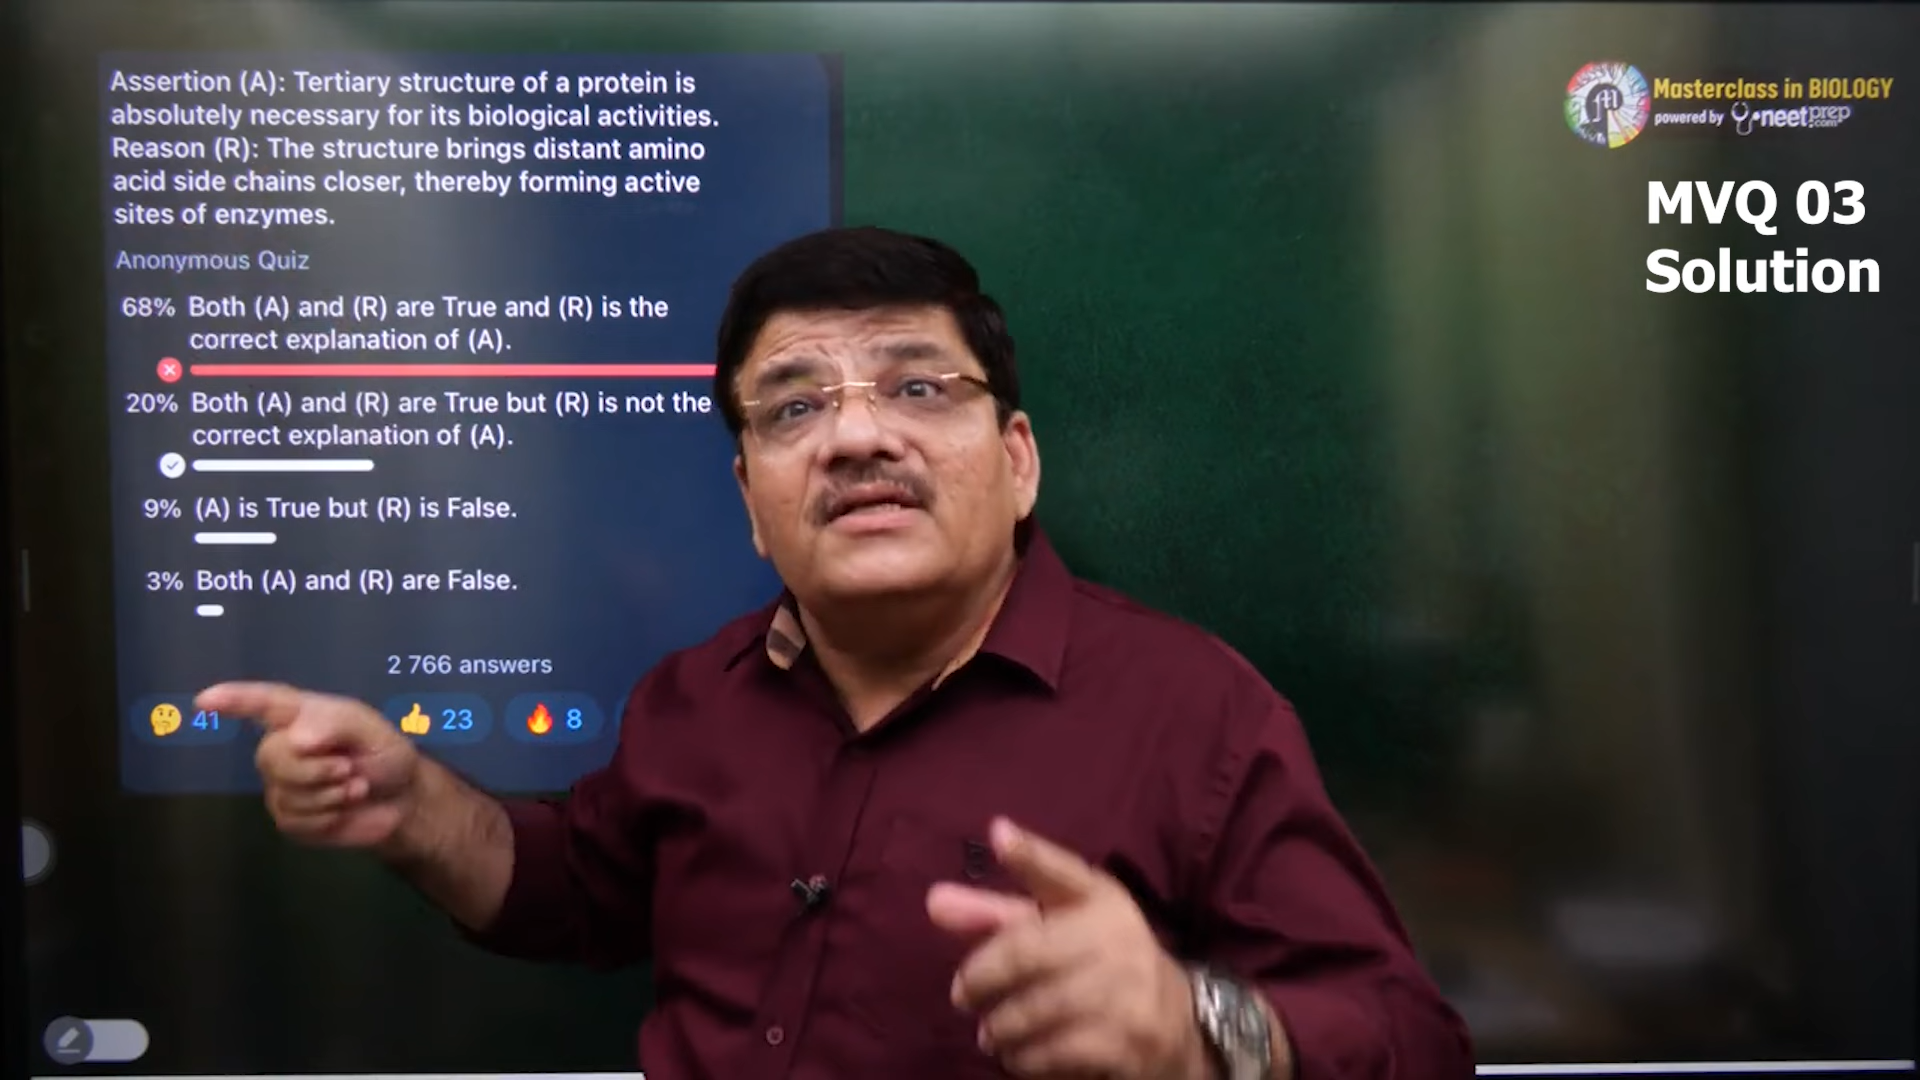 Assertion (A): Tertiary structure of a protein is
absolutely necessary for its biological activities.
Reason (R): The structure brings distant amino
acid side chains closer, thereby forming active
sites of enzymes.
Anonymous Quiz
68% Both (A) and (R) are True and (R) is the
correct explanation of (A).
20% Both (A) and (R) are True but (R) is not the
correct explanation of (A).
9% (A) is True but (R) is False.
3% Both (A) and (R) are False.
2 766 answers
41 23 8
Masterclass in BIOLOGY
powered by neetprep.com
MVQ 03
Solution